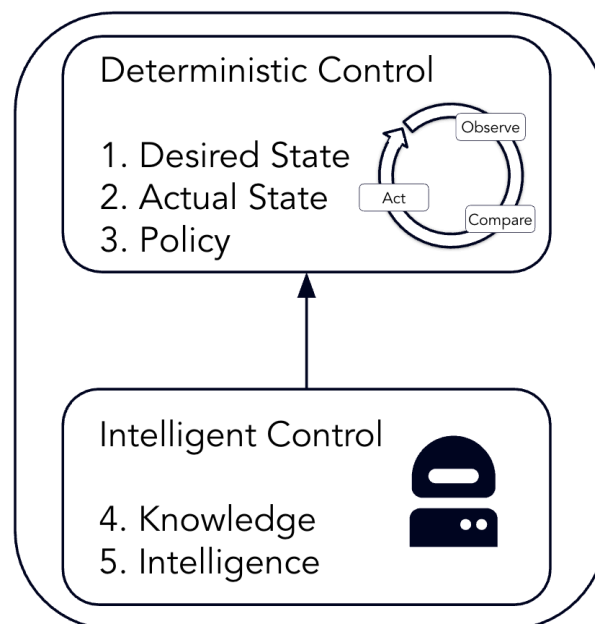 Deterministic Control
1. Desired State
2. Actual State
3. Policy
Observe
Compare
Act
Intelligent Control
4. Knowledge
5. Intelligence